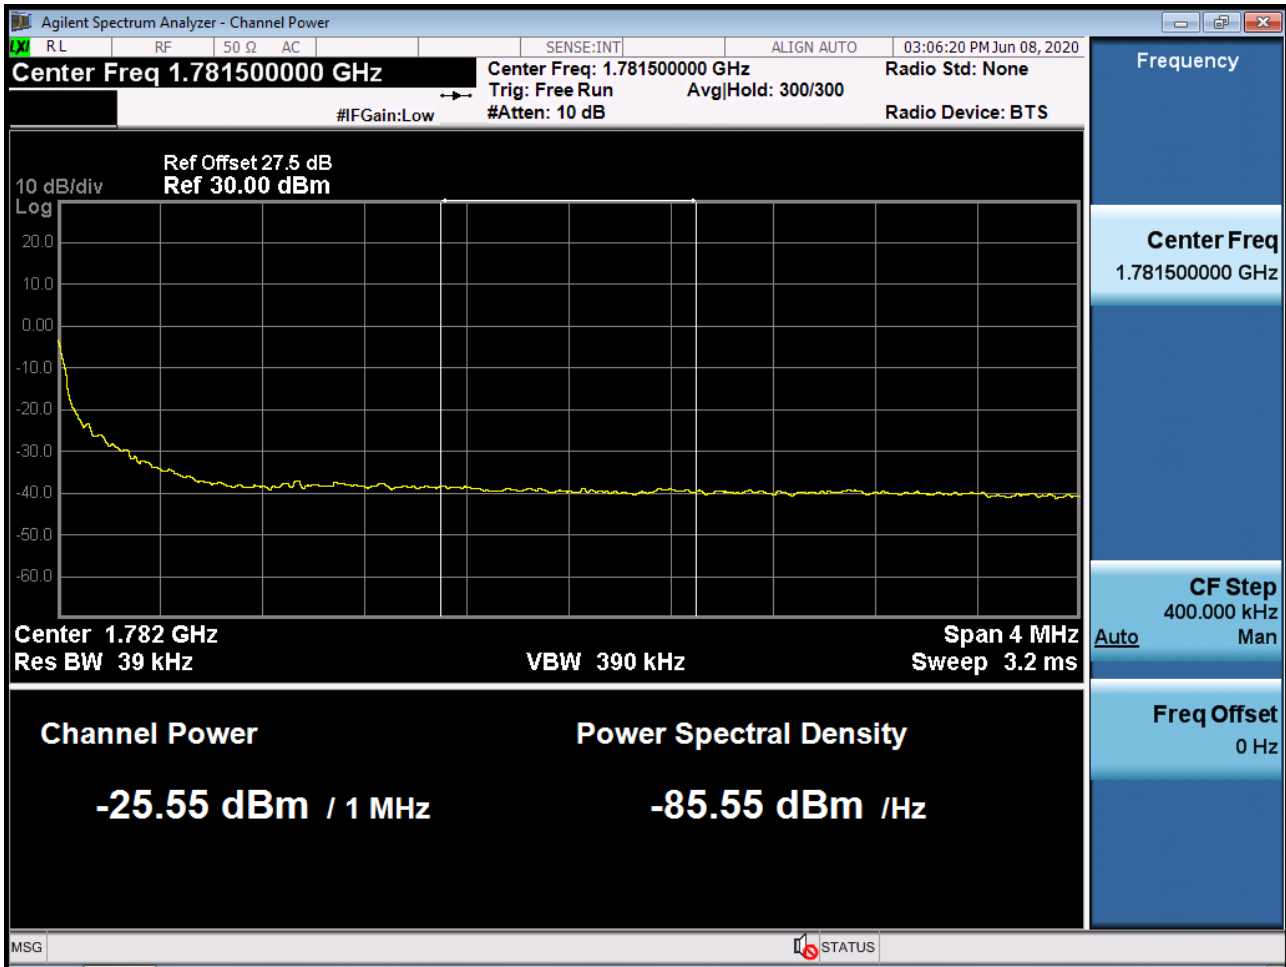 Agilent Spectrum Analyzer - Channel Power
LXI RL RF 50 Ω AC SENSE:INT ALIGN AUTO 03:06:20 PM Jun 08, 2020
Center Freq 1.781500000 GHz
Center Freq: 1.781500000 GHz
Radio Std: None
Trig: Free Run Avg|Hold: 300/300
#IFGain:Low
#Atten: 10 dB
Radio Device: BTS
Ref Offset 27.5 dB
10 dB/div Ref 30.00 dBm
Log
20.0
10.0
0.00
-10.0
-20.0
-30.0
-40.0
-50.0
-60.0
Center 1.782 GHz Span 4 MHz
Res BW 39 kHz VBW 390 kHz Sweep 3.2 ms
Channel Power
Power Spectral Density
-25.55 dBm / 1 MHz
-85.55 dBm /Hz
Frequency
Center Freq
1.781500000 GHz
CF Step
400.000 kHz
Auto Man
Freq Offset
0 Hz
MSG STATUS